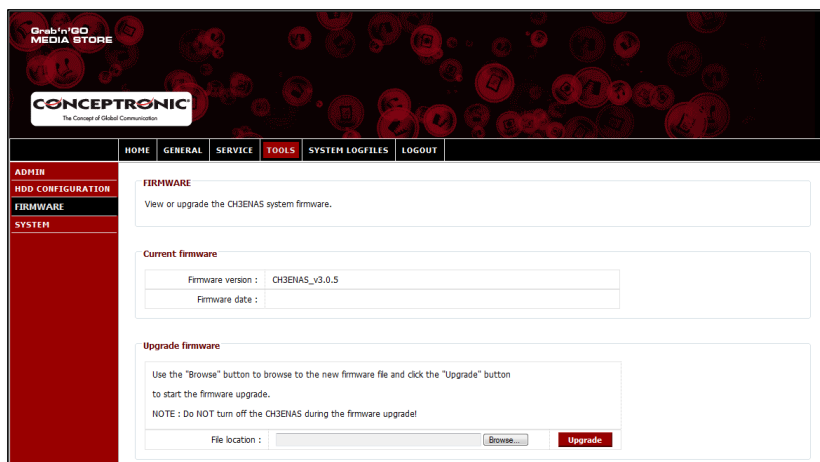 Grab'n'GO
MEDIA STORE
CONCEPTRONIC
The Concept of Global Communication
HOME GENERAL SERVICE TOOLS SYSTEM LOGFILES LOGOUT
ADMIN
HDD CONFIGURATION
FIRMWARE
SYSTEM
FIRMWARE
View or upgrade the CH3ENAS system firmware.
Current firmware
Firmware version : CH3ENAS_v3.0.5
Firmware date :
Upgrade firmware
Use the "Browse" button to browse to the new firmware file and click the "Upgrade" button
to start the firmware upgrade.
NOTE : Do NOT turn off the CH3ENAS during the firmware upgrade!
File location : Browse... Upgrade